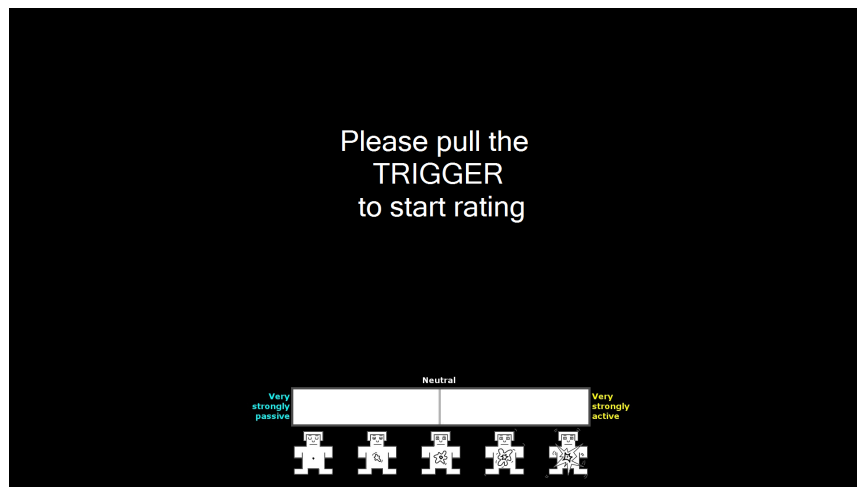 Please pull the
TRIGGER
to start rating
Neutral
Very
strongly
passive
Very
strongly
active